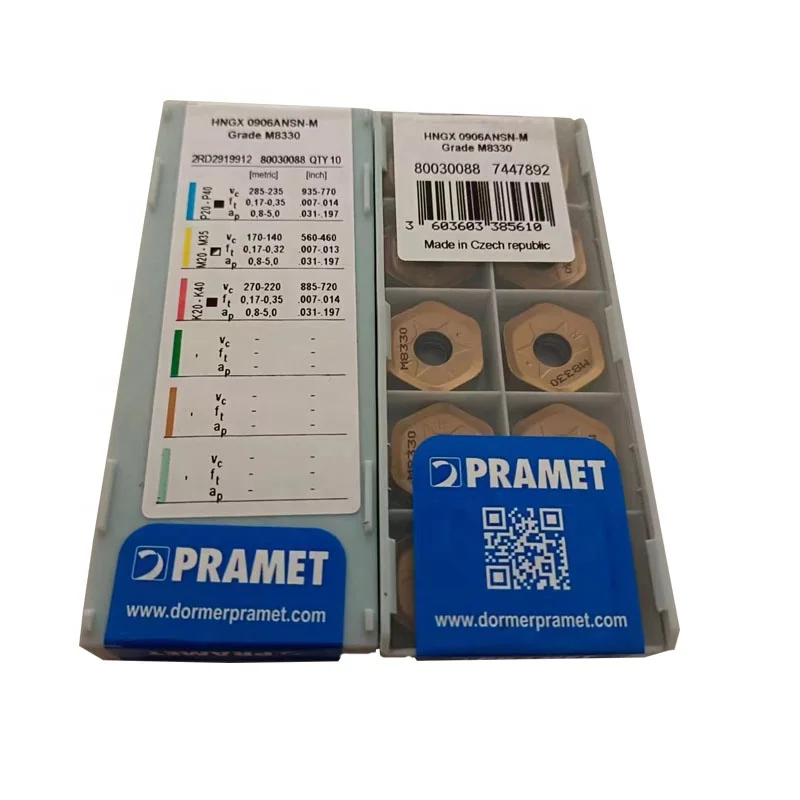 HNGX 0906ANSN-M
Grade M8330
2RD2919912 80030088 QTY 10
[metric] [inch]
P20 - P40
vc 285-235 935-770
ft 0,17-0,35 .007-.014
ap 0,8-5,0 .031-.197
M20 - M35
vc 170-140 560-460
ft 0,17-0,32 .007-.013
ap 0,8-5,0 .031-.197
K20 - K40
vc 270-220 885-720
ft 0,17-0,35 .007-.014
ap 0,8-5,0 .031-.197
vc - -
ft - -
ap - -
vc - -
ft - -
ap - -
vc - -
ft - -
ap - -
PRAMET
www.dormerpramet.com
PRAMET
HNGX 0906ANSN-M
Grade M8330
80030088 7447892
3 603603 385610
Made in Czech republic
M8330
M8330
M8330
PRAMET
www.dormerpramet.com
PRAMET